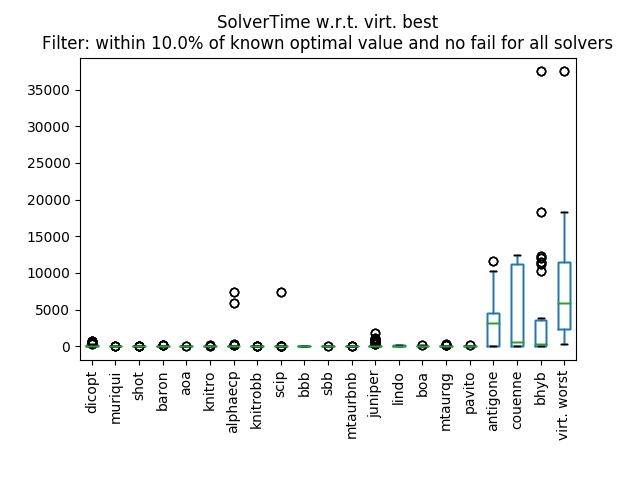 SolverTime w.r.t. virt. best
Filter: within 10.0% of known optimal value and no fail for all solvers
35000
30000
25000
20000
15000
10000
5000
0
dicopt
muriqui
shot
baron
aoa
knitro
alphaecp
knitrobb
scip
bbb
sbb
mtaurbnb
juniper
lindo
boa
mtaurqg
pavito
antigone
couenne
bhyb
virt. worst